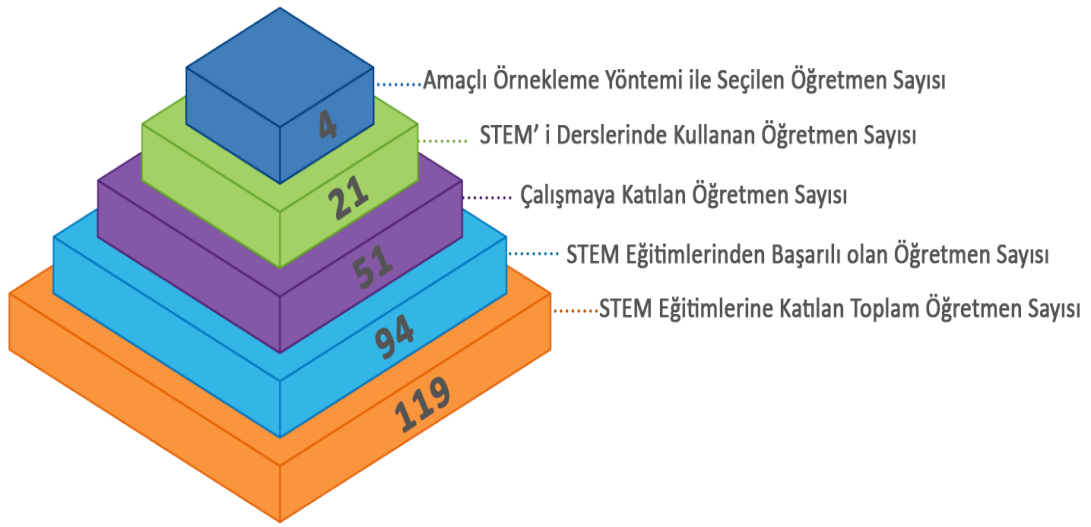 4
Amaçlı Örnekleme Yöntemi ile Seçilen Öğretmen Sayısı
21
STEM' i Derslerinde Kullanan Öğretmen Sayısı
51
Çalışmaya Katılan Öğretmen Sayısı
94
STEM Eğitimlerinden Başarılı olan Öğretmen Sayısı
119
STEM Eğitimlerine Katılan Toplam Öğretmen Sayısı